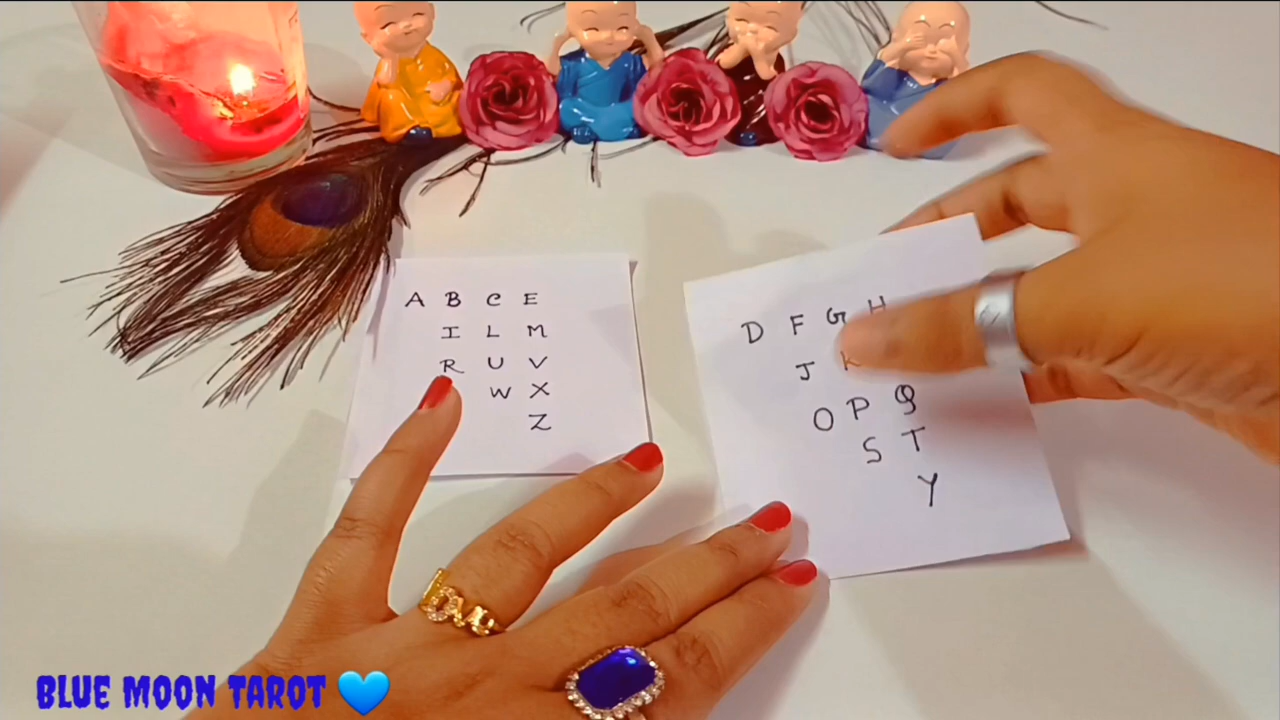 A B C E
I L M
R U V
W X
Z
D F G H
J K
O P Q
S T
Y
BLUE MOON TAROT 💙